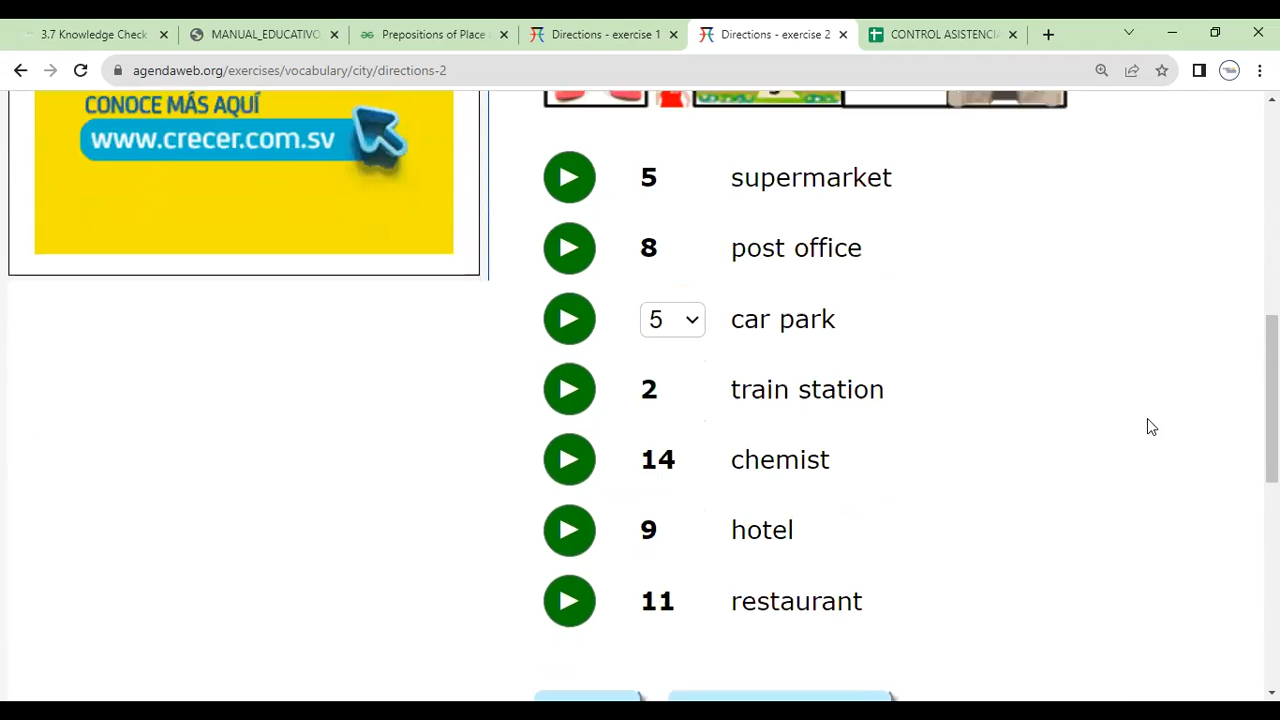 3.7 Knowledge Check
MANUAL_EDUCATIVO
Prepositions of Place
Directions - exercise 1
Directions - exercise 2
CONTROL ASISTENCIA
agendaweb.org/exercises/vocabulary/city/directions-2
CONOCE MÁS AQUÍ
www.crecer.com.sv
5 supermarket
8 post office
5 car park
2 train station
14 chemist
9 hotel
11 restaurant